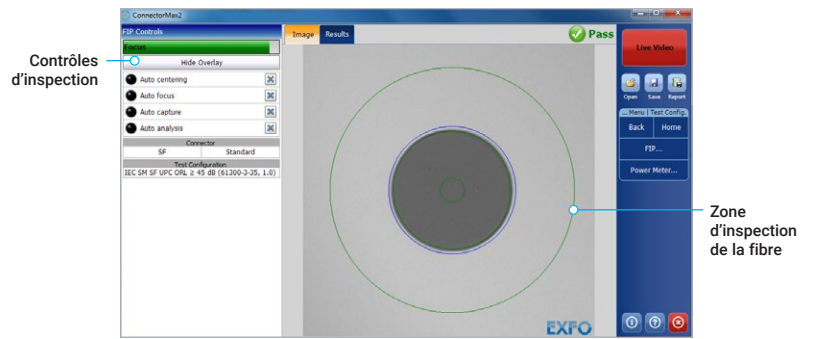 ConnectorMax2
FIP Controls
Focus
Hide Overlay
Auto centering
Auto focus
Auto capture
Auto analysis
Connector
SF Standard
Test Configuration
IEC SM SF UPC ORL ≥ 45 dB (61300-3-35, 1.0)
Contrôles
d'inspection
Image Results
Pass
EXFO
Live Video
Open Save Report
... Menu | Test Config.
Back Home
FIP...
Power Meter...
Zone
d'inspection
de la fibre